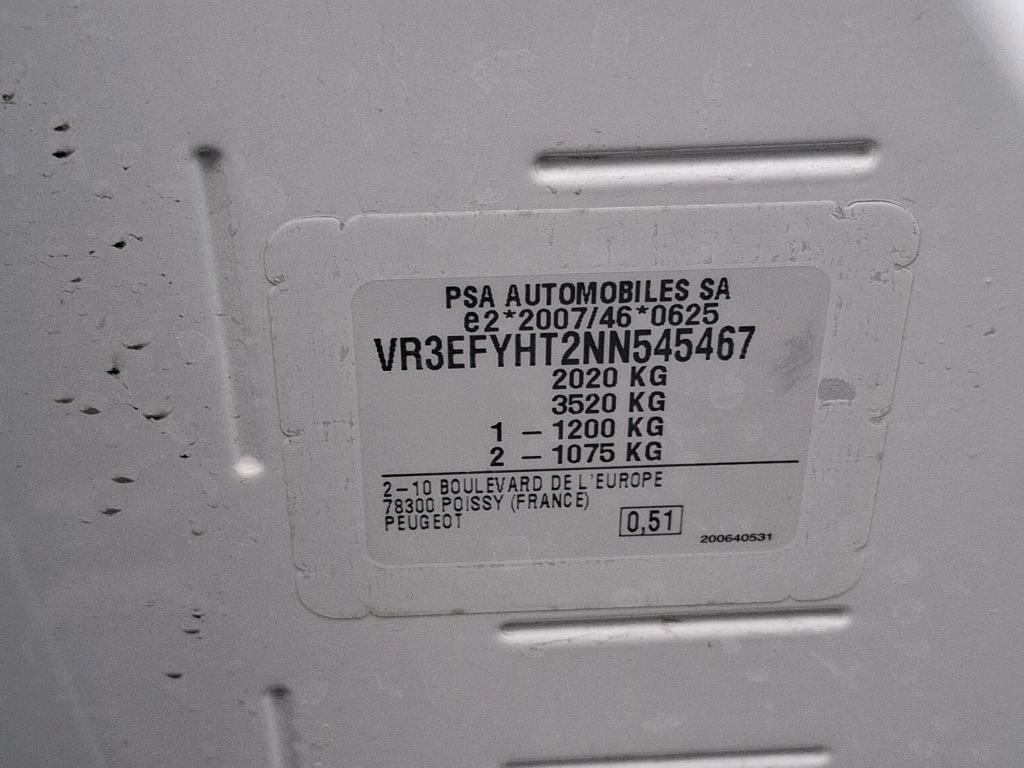 PSA AUTOMOBILES SA
e2*2007/46*0625
VR3EFYHT2NN545467
2020 KG
3520 KG
1 - 1200 KG
2 - 1075 KG
2-10 BOULEVARD DE L'EUROPE
78300 POISSY (FRANCE)
PEUGEOT
0,51
200640531